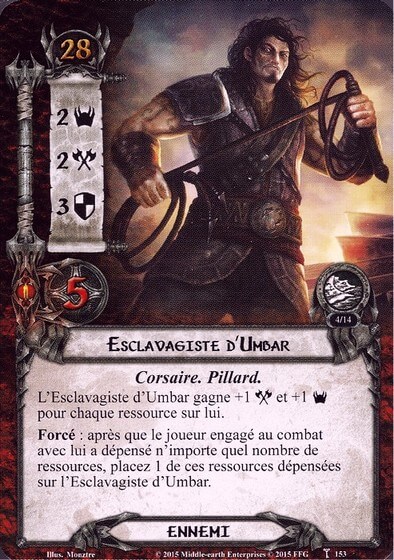 28
2
2
3
5
4/14
Esclavagiste d'Umbar
Corsaire. Pillard.
L'Esclavagiste d'Umbar gagne +1 et +1
pour chaque ressource sur lui.
Forcé : après que le joueur engagé au combat
avec lui a dépensé n'importe quel nombre de
ressources, placez 1 de ces ressources dépensées
sur l'Esclavagiste d'Umbar.
ENNEMI
Illus. Monztre © 2015 Middle-earth Enterprises © 2015 FFG 153